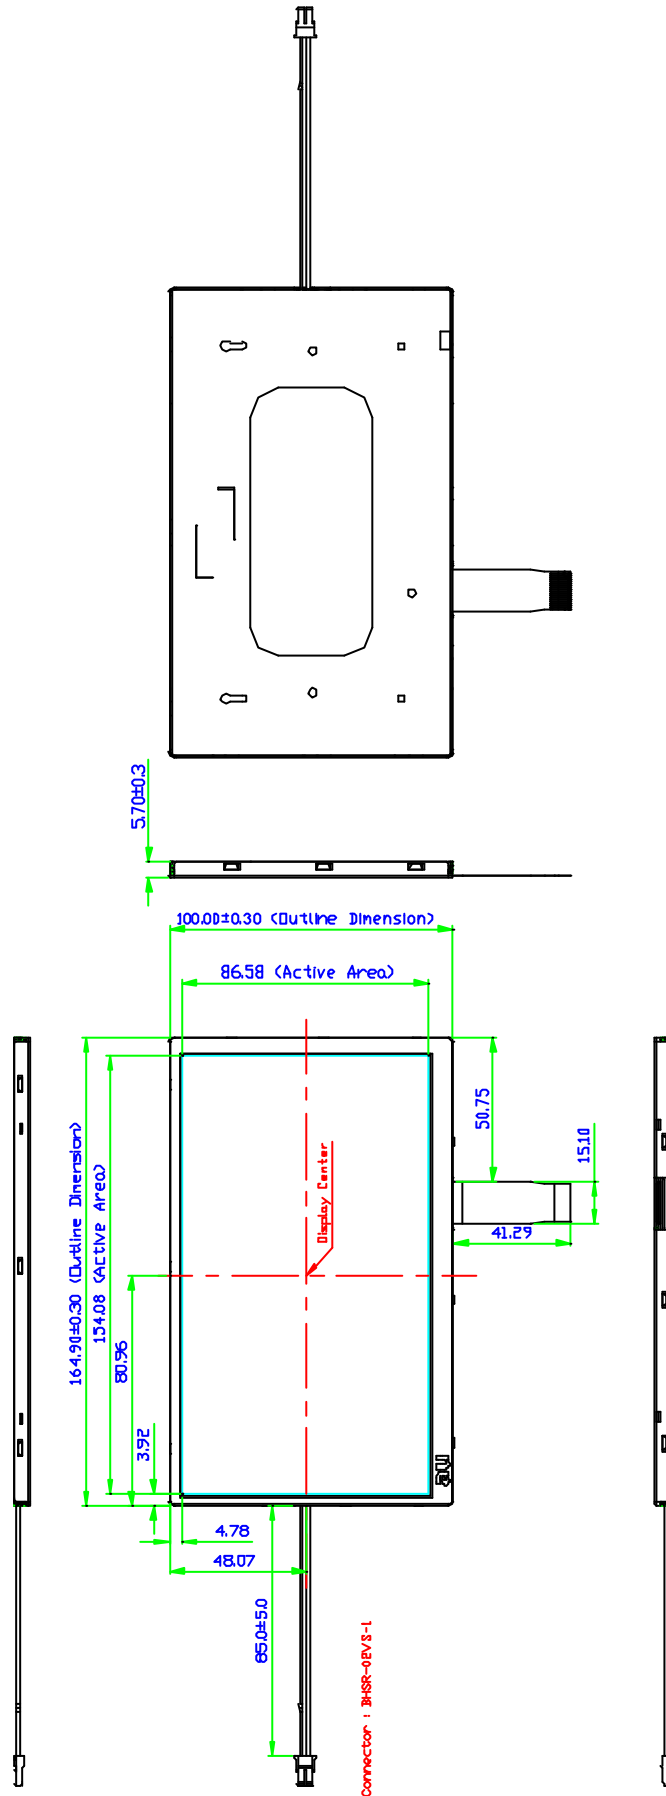 5.70±0.3
100.00±0.30 (Outline Dimension)
86.58 (Active Area)
164.90±0.30 (Outline Dimension)
154.08 (Active Area)
80.96
3.92
50.75
15.10
41.29
Display Center
4.78
48.07
85.0±5.0
Connector : BHSR-02VS-1